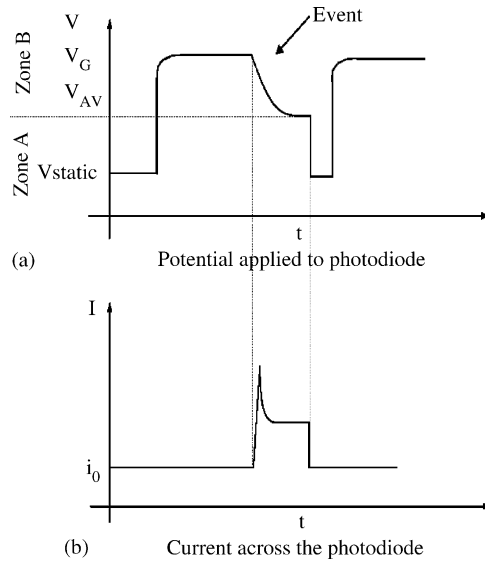 V
Event
Zone B
V_G
V_AV
Zone A
Vstatic
t
(a) Potential applied to photodiode
I
i_0
t
(b) Current across the photodiode